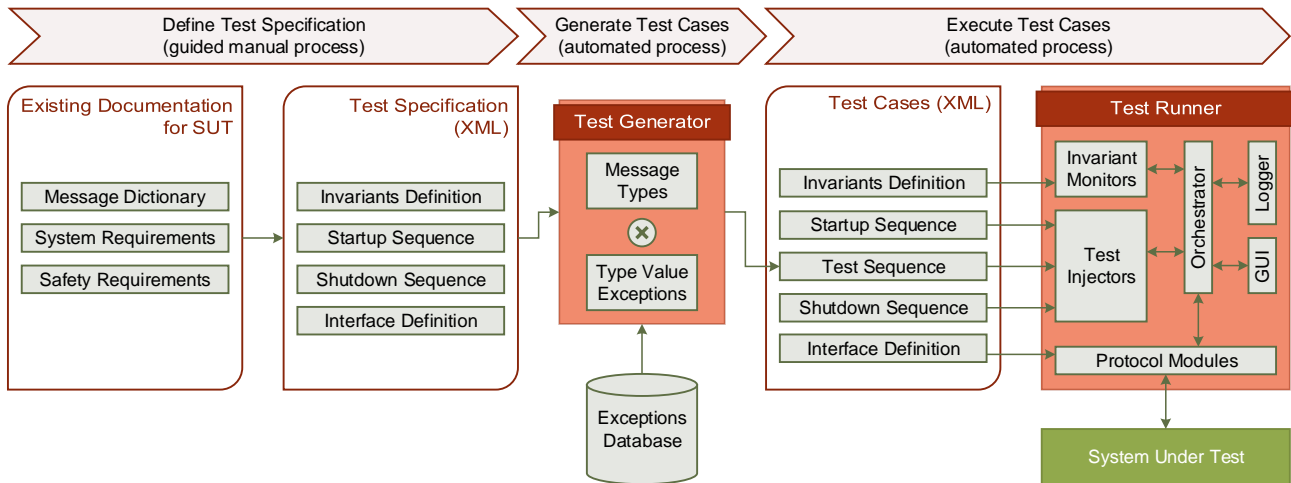 Define Test Specification
(guided manual process)
Generate Test Cases
(automated process)
Execute Test Cases
(automated process)
Existing Documentation
for SUT
Message Dictionary
System Requirements
Safety Requirements
Test Specification
(XML)
Invariants Definition
Startup Sequence
Shutdown Sequence
Interface Definition
Test Generator
Message
Types
Type Value
Exceptions
Exceptions
Database
Test Cases (XML)
Invariants Definition
Startup Sequence
Test Sequence
Shutdown Sequence
Interface Definition
Test Runner
Invariant
Monitors
Test
Injectors
Orchestrator
Logger
GUI
Protocol Modules
System Under Test